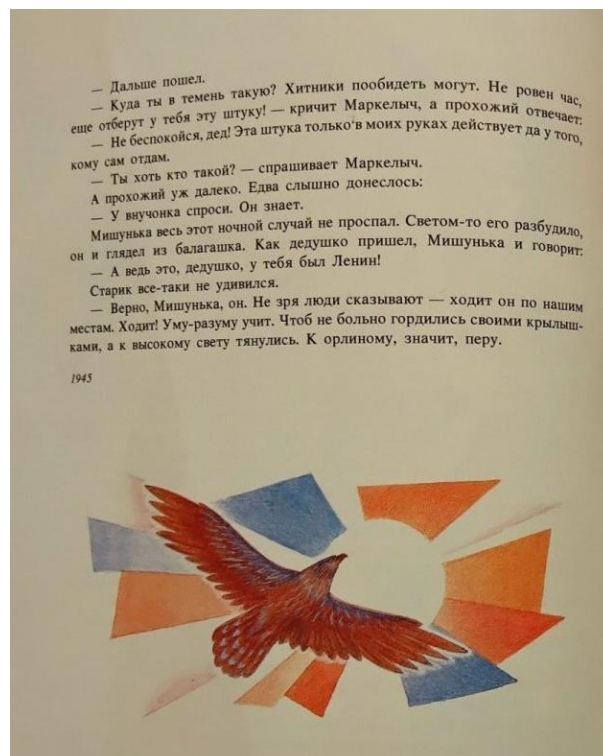 — Дальше пошел.
— Куда ты в темень такую? Хитники пообидеть могут. Не ровен час,
еще отберут у тебя эту штуку! — кричит Маркелыч, а прохожий отвечает:
— Не беспокойся, дед! Эта штука только в моих руках действует да у того,
кому сам отдам.
— Ты хоть кто такой? — спрашивает Маркелыч.
А прохожий уж далеко. Едва слышно донеслось:
— У внучонка спроси. Он знает.
Мишунька весь этот ночной случай не проспал. Светом-то его разбудило,
он и глядел из балагашка. Как дедушко пришел, Мишунька и говорит:
— А ведь это, дедушко, у тебя был Ленин!
Старик все-таки не удивился.
— Верно, Мишунька, он. Не зря люди сказывают — ходит он по нашим
местам. Ходит! Уму-разуму учит. Чтоб не больно гордились своими крылыш-
ками, а к высокому свету тянулись. К орлиному, значит, перу.
1945